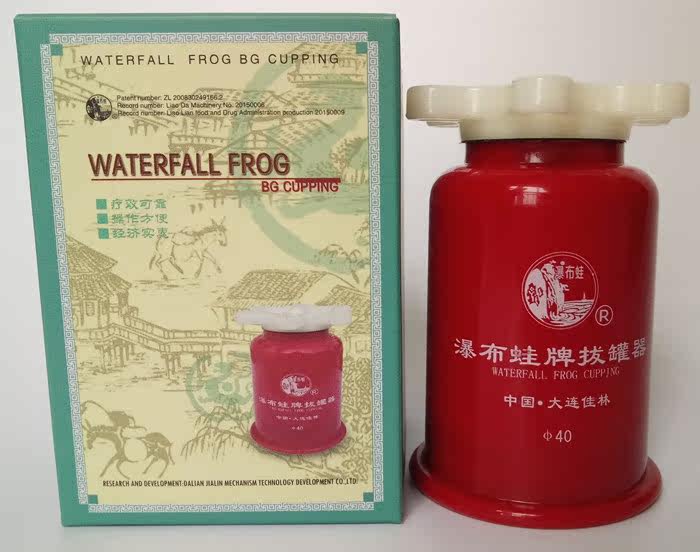 WATERFALL FROG BG CUPPING
Patent number: ZL 200830249166.2
Record number: Liao Da Machinery No. 20150006
Record number: Liao Lian food and Drug Administration production 20150009
WATERFALL FROG
BG CUPPING
疗效可靠
操作方便
经济实惠
瀑布蛙牌拔罐器
WATERFALL FROG CUPPING
中国·大连佳林
φ40
RESEARCH AND DEVELOPMENT:DALIAN JIALIN MECHANISM TECHNOLOGY DEVELOPMENT CO.,LTD.
瀑布蛙
®
瀑布蛙牌拔罐器
WATERFALL FROG CUPPING
中国·大连佳林
φ40